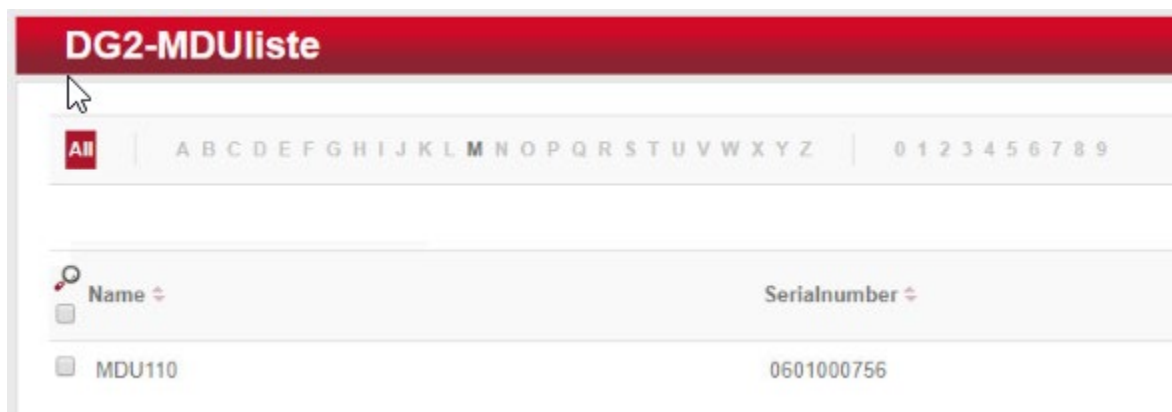 DG2-MDUliste
All A B C D E F G H I J K L M N O P Q R S T U V W X Y Z 0 1 2 3 4 5 6 7 8 9
Name Serialnumber
MDU110 0601000756